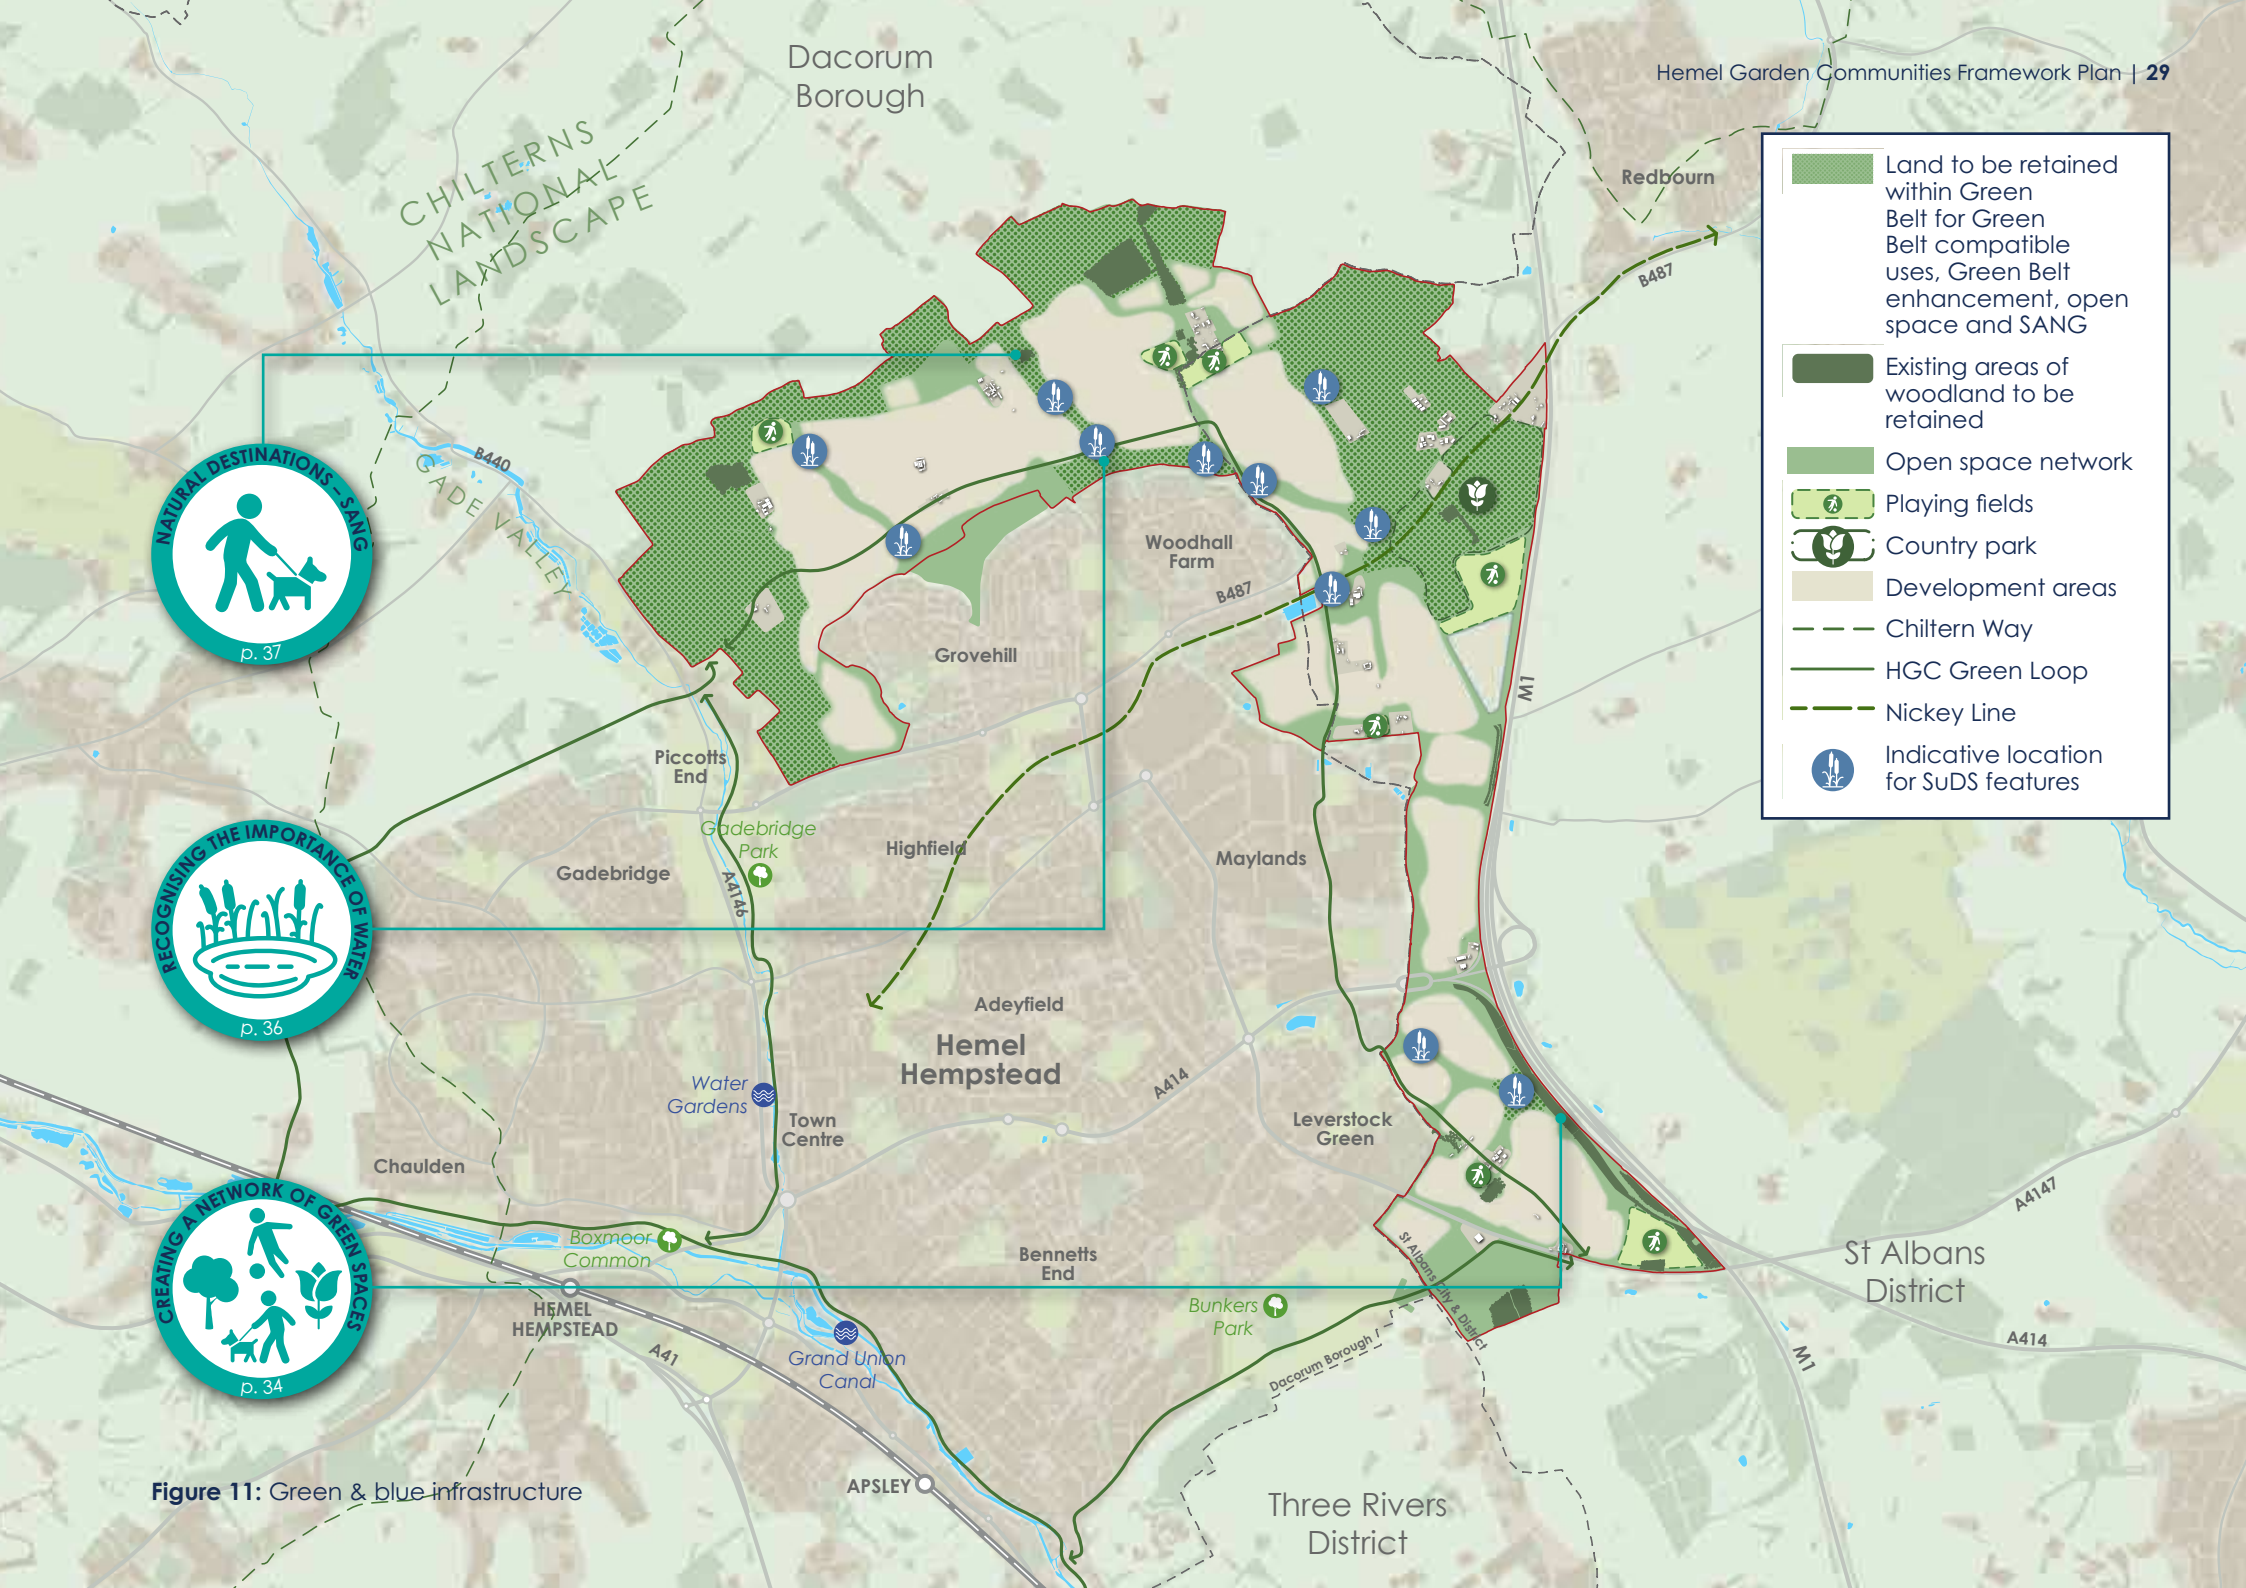 Hemel Garden Communities Framework Plan | 29
Dacorum
Borough
CHILTERNS
NATIONAL
LANDSCAPE
Redbourn
B487
Land to be retained
within Green
Belt for Green
Belt compatible
uses, Green Belt
enhancement, open
space and SANG
Existing areas of
woodland to be
retained
Open space network
Playing fields
Country park
Development areas
Chiltern Way
HGC Green Loop
Nickey Line
Indicative location
for SuDS features
NATURAL DESTINATIONS – SANG
p. 37
B440
GADE VALLEY
Woodhall
Farm
B487
Grovehill
M1
Piccotts
End
Gadebridge
Park
Highfield
Gadebridge
A4146
Maylands
RECOGNISING THE IMPORTANCE OF WATER
p. 36
Adeyfield
Hemel
Hempstead
A414
Water
Gardens
Town
Centre
Leverstock
Green
Chaulden
CREATING A NETWORK OF GREEN SPACES
p. 34
Boxmoor
Common
Bennetts
End
St Albans City & District
Dacorum Borough
A4147
St Albans
District
A414
M1
HEMEL
HEMPSTEAD
A41
Grand Union
Canal
Bunkers
Park
APSLEY
Three Rivers
District
Figure 11: Green & blue infrastructure